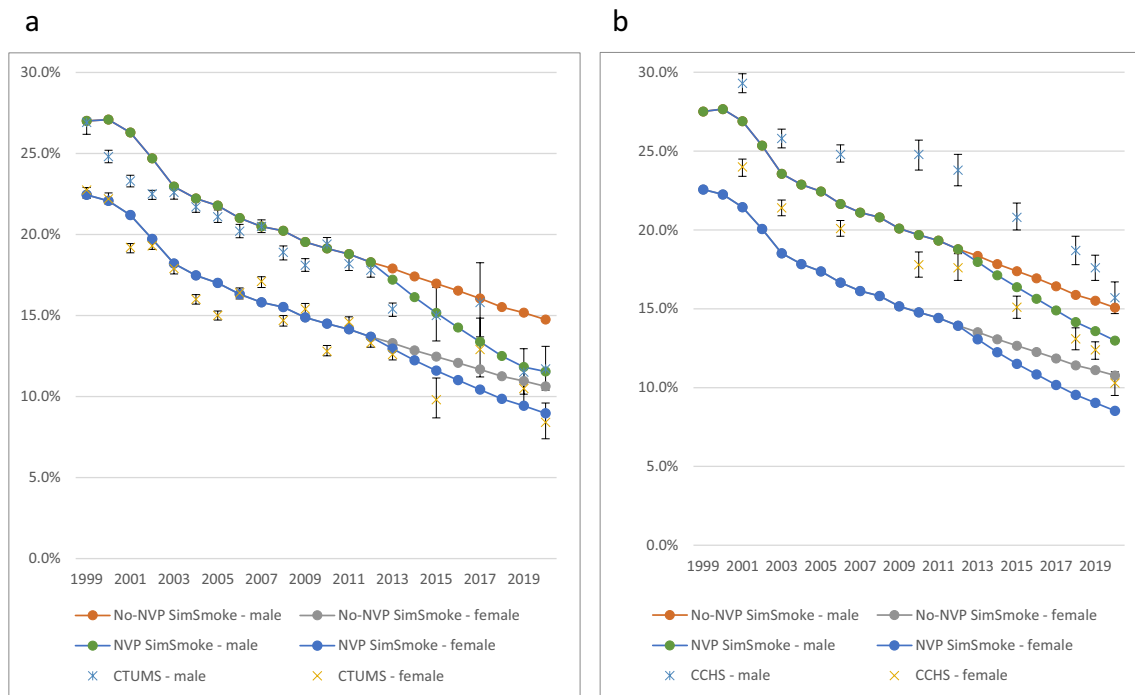 a
30.0%
25.0%
20.0%
15.0%
10.0%
5.0%
0.0%
1999 2001 2003 2005 2007 2009 2011 2013 2015 2017 2019
No-NVP SimSmoke - male No-NVP SimSmoke - female
NVP SimSmoke - male NVP SimSmoke - female
CTUMS - male CTUMS - female
b
30.0%
25.0%
20.0%
15.0%
10.0%
5.0%
0.0%
1999 2001 2003 2005 2007 2009 2011 2013 2015 2017 2019
No-NVP SimSmoke - male No-NVP SimSmoke - female
NVP SimSmoke - male NVP SimSmoke - female
CCHS - male CCHS - female